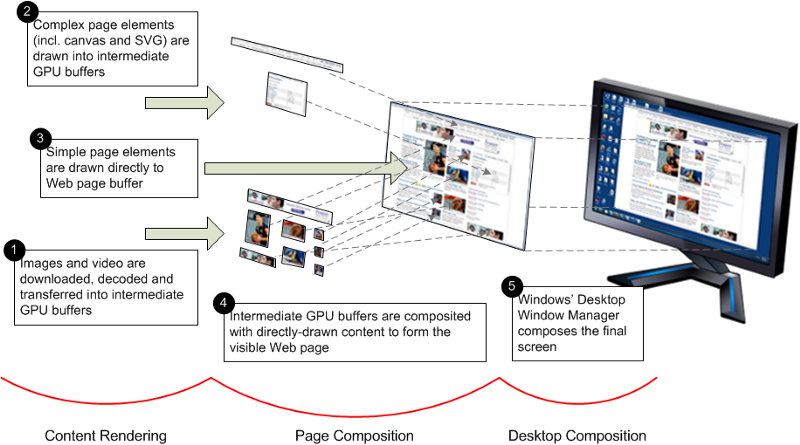 2
Complex page elements
(incl. canvas and SVG) are
drawn into intermediate
GPU buffers
3
Simple page elements
are drawn directly to
Web page buffer
1
Images and video are
downloaded, decoded and
transferred into intermediate
GPU buffers
4
Intermediate GPU buffers are composited
with directly-drawn content to form the
visible Web page
5
Windows' Desktop
Window Manager
composes the final
screen
Content Rendering
Page Composition
Desktop Composition